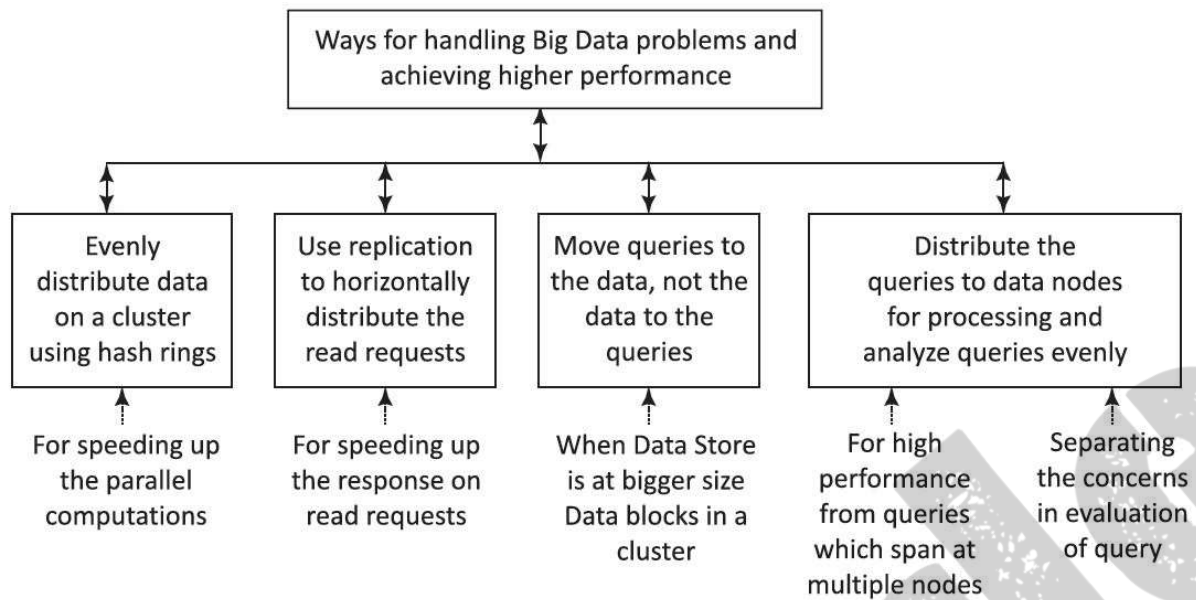 Ways for handling Big Data problems and
achieving higher performance
Evenly
distribute data
on a cluster
using hash rings
Use replication
to horizontally
distribute the
read requests
Move queries to
the data, not the
data to the
queries
Distribute the
queries to data nodes
for processing and
analyze queries evenly
For speeding up
the parallel
computations
For speeding up
the response on
read requests
When Data Store
is at bigger size
Data blocks in a
cluster
For high
performance
from queries
which span at
multiple nodes
Separating
the concerns
in evaluation
of query